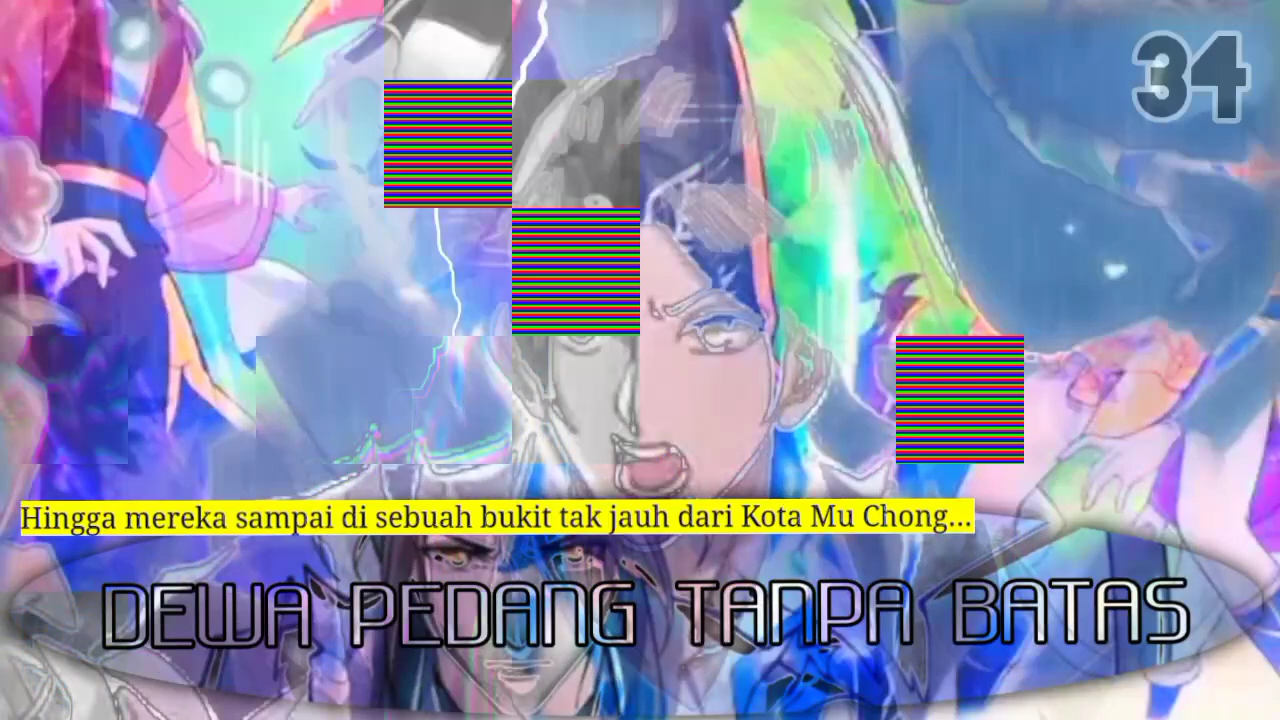 34
Hingga mereka sampai di sebuah bukit tak jauh dari Kota Mu Chong...
DEWA PEDANG TANPA BATAS